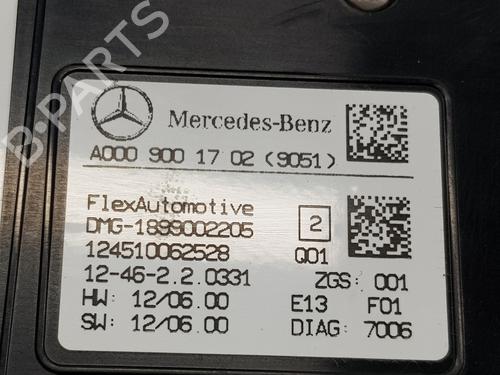 Mercedes-Benz
A000 900 17 02 (9051)
FlexAutomotive
DMG-1899002205
2
124510062528
Q01
12-46-2.2.0331
ZGS: 001
HW: 12/06.00
E13 F01
SW: 12/06.00
DIAG: 7006
B-PARTS